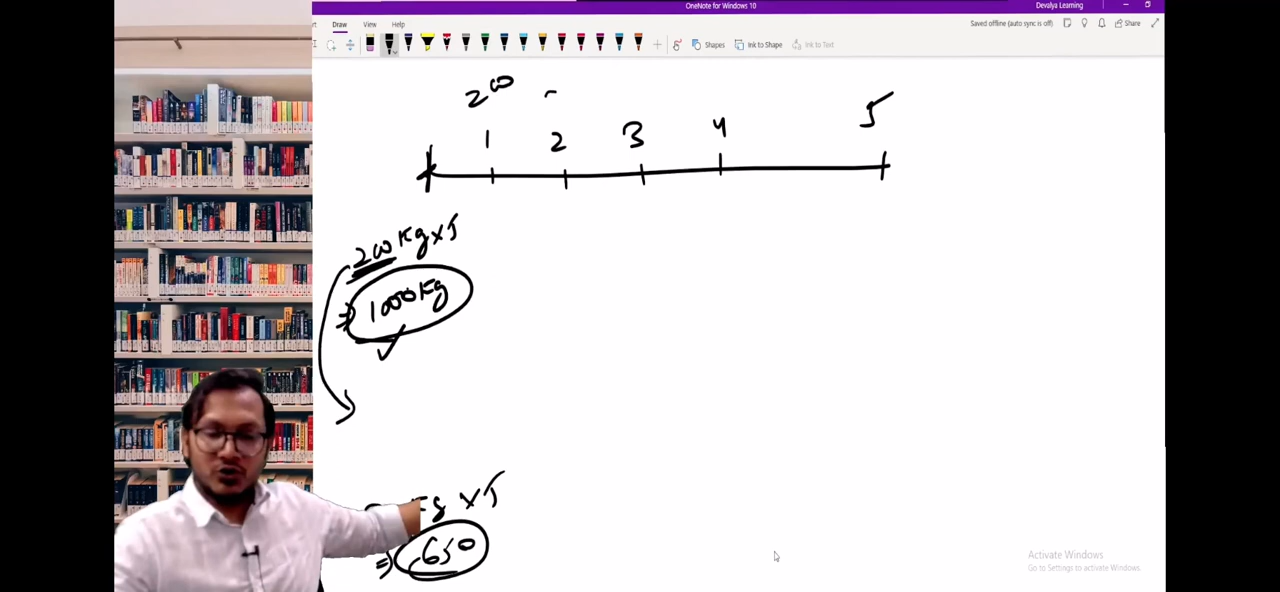 OneNote for Windows 10
Devalya Learning
Draw View Help
Saved offline (auto sync is off)
Share
Shapes Ink to Shape Ink to Text
200
1 2 3 4 5
200 Kg x 5
⇒ 1000 Kg
Kg x 5
⇒ 650
Activate Windows
Go to Settings to activate Windows.